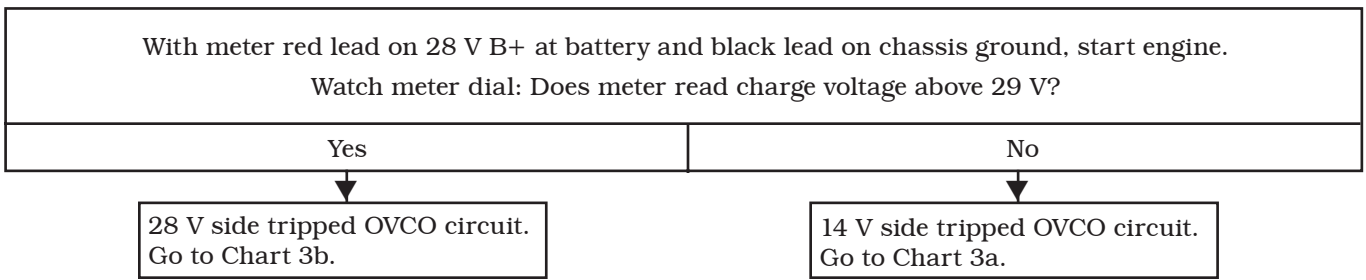 With meter red lead on 28 V B+ at battery and black lead on chassis ground, start engine.
Watch meter dial: Does meter read charge voltage above 29 V?
Yes
No
28 V side tripped OVCO circuit.
Go to Chart 3b.
14 V side tripped OVCO circuit.
Go to Chart 3a.